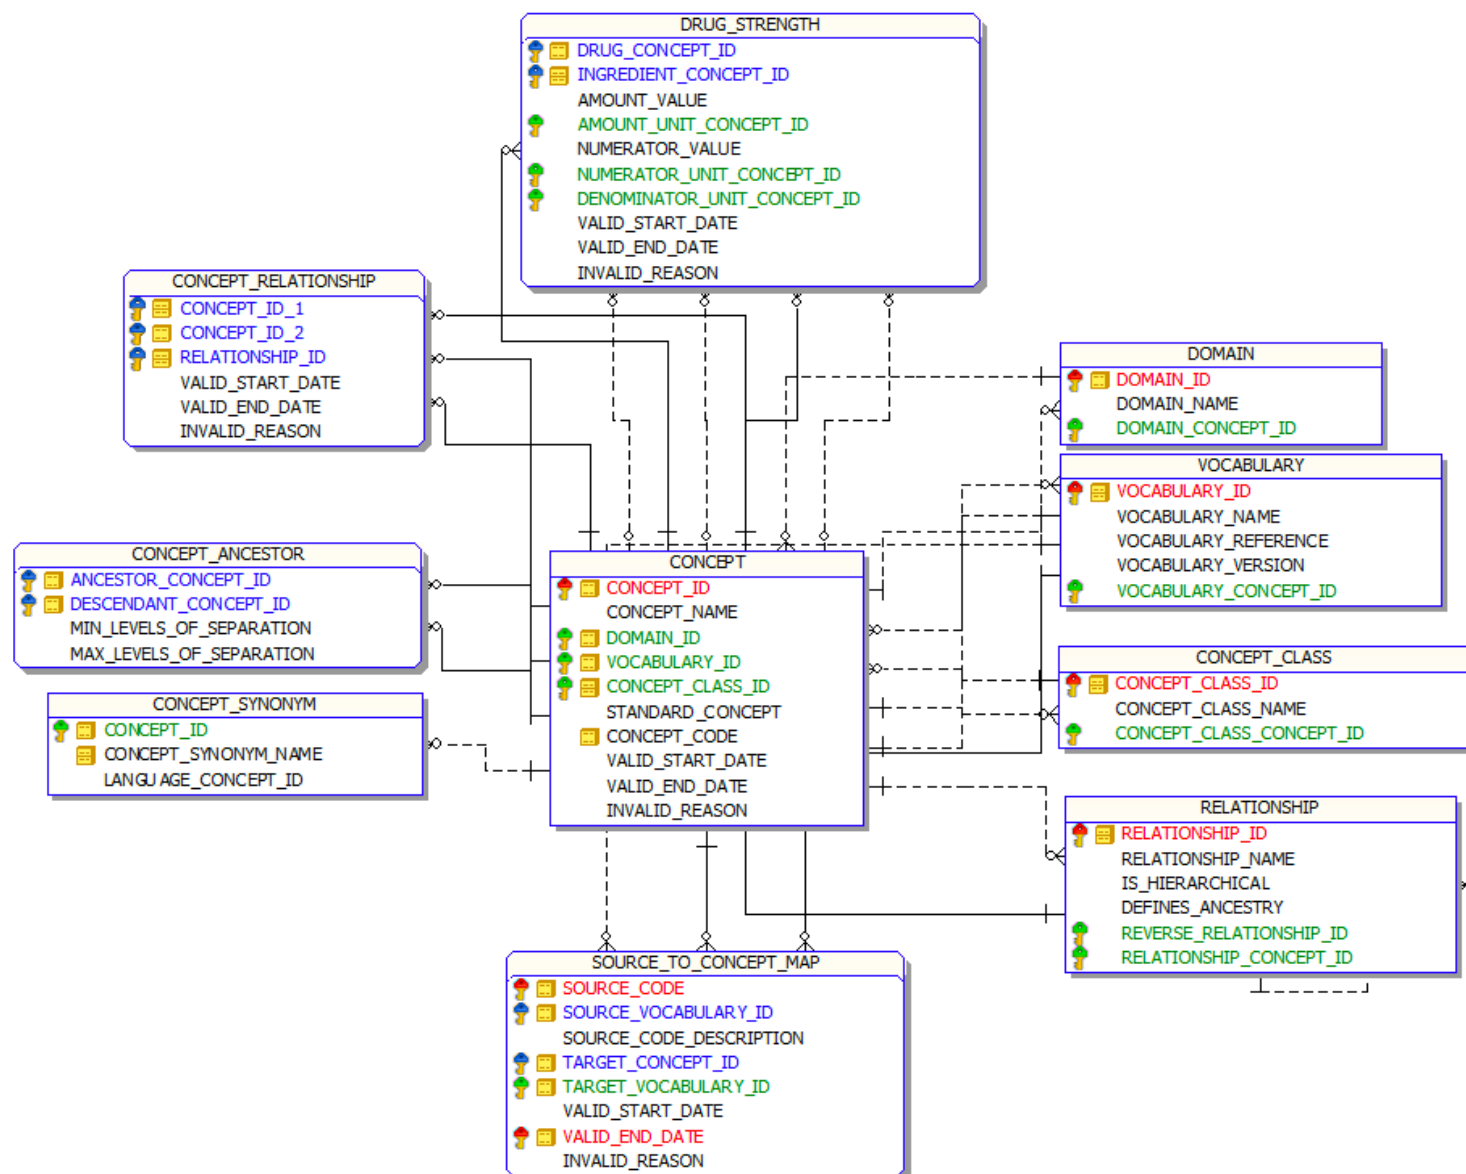 DRUG_STRENGTH
DRUG_CONCEPT_ID
INGREDIENT_CONCEPT_ID
AMOUNT_VALUE
AMOUNT_UNIT_CONCEPT_ID
NUMERATOR_VALUE
NUMERATOR_UNIT_CONCEPT_ID
DENOMINATOR_UNIT_CONCEPT_ID
VALID_START_DATE
VALID_END_DATE
INVALID_REASON
CONCEPT_RELATIONSHIP
CONCEPT_ID_1
CONCEPT_ID_2
RELATIONSHIP_ID
VALID_START_DATE
VALID_END_DATE
INVALID_REASON
DOMAIN
DOMAIN_ID
DOMAIN_NAME
DOMAIN_CONCEPT_ID
VOCABULARY
VOCABULARY_ID
VOCABULARY_NAME
VOCABULARY_REFERENCE
VOCABULARY_VERSION
VOCABULARY_CONCEPT_ID
CONCEPT_ANCESTOR
ANCESTOR_CONCEPT_ID
DESCENDANT_CONCEPT_ID
MIN_LEVELS_OF_SEPARATION
MAX_LEVELS_OF_SEPARATION
CONCEPT
CONCEPT_ID
CONCEPT_NAME
DOMAIN_ID
VOCABULARY_ID
CONCEPT_CLASS_ID
STANDARD_CONCEPT
CONCEPT_CODE
VALID_START_DATE
VALID_END_DATE
INVALID_REASON
CONCEPT_CLASS
CONCEPT_CLASS_ID
CONCEPT_CLASS_NAME
CONCEPT_CLASS_CONCEPT_ID
CONCEPT_SYNONYM
CONCEPT_ID
CONCEPT_SYNONYM_NAME
LANGUAGE_CONCEPT_ID
RELATIONSHIP
RELATIONSHIP_ID
RELATIONSHIP_NAME
IS_HIERARCHICAL
DEFINES_ANCESTRY
REVERSE_RELATIONSHIP_ID
RELATIONSHIP_CONCEPT_ID
SOURCE_TO_CONCEPT_MAP
SOURCE_CODE
SOURCE_VOCABULARY_ID
SOURCE_CODE_DESCRIPTION
TARGET_CONCEPT_ID
TARGET_VOCABULARY_ID
VALID_START_DATE
VALID_END_DATE
INVALID_REASON